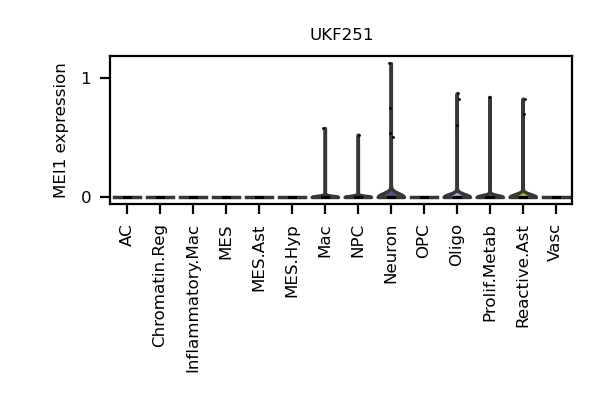 UKF251
MEI1 expression
1
0
AC
Chromatin.Reg
Inflammatory.Mac
MES
MES.Ast
MES.Hyp
Mac
NPC
Neuron
OPC
Oligo
Prolif.Metab
Reactive.Ast
Vasc